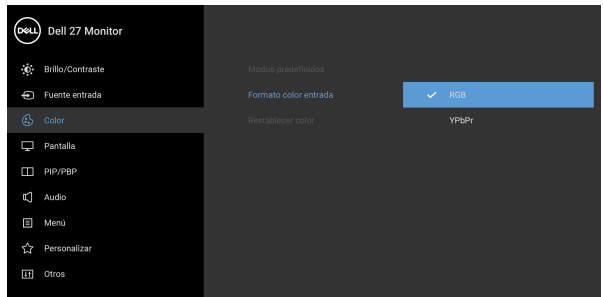 DELL Dell 27 Monitor
Brillo/Contraste
Modos predefinidos
Fuente entrada
Formato color entrada
RGB
Color
Restablecer color
YPbPr
Pantalla
PIP/PBP
Audio
Menú
Personalizar
Otros